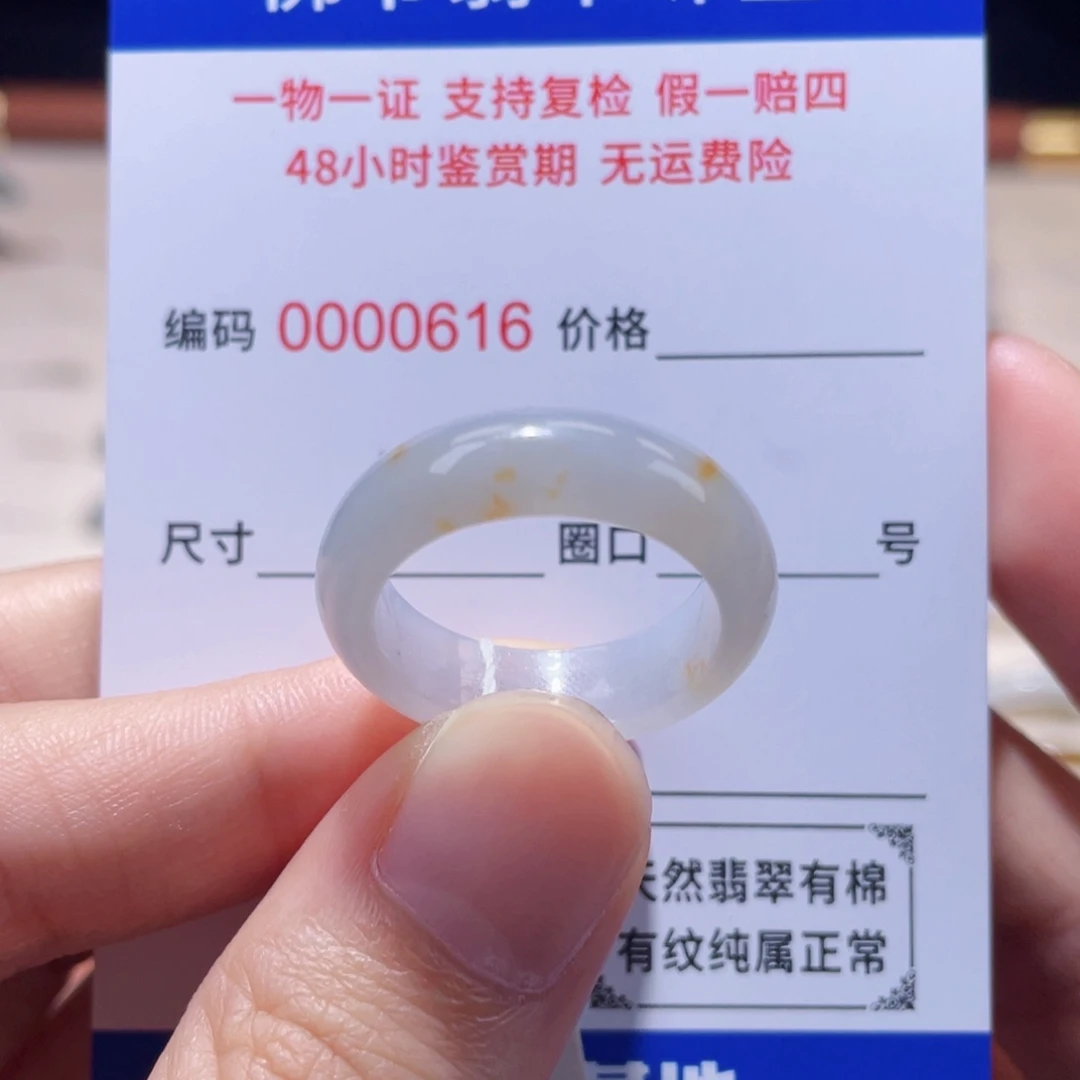 一物一证 支持复检 假一赔四
48小时鉴赏期 无运费险
编码 0000616 价格
尺寸 圈口 号
天然翡翠有棉
有纹纯属正常
基地